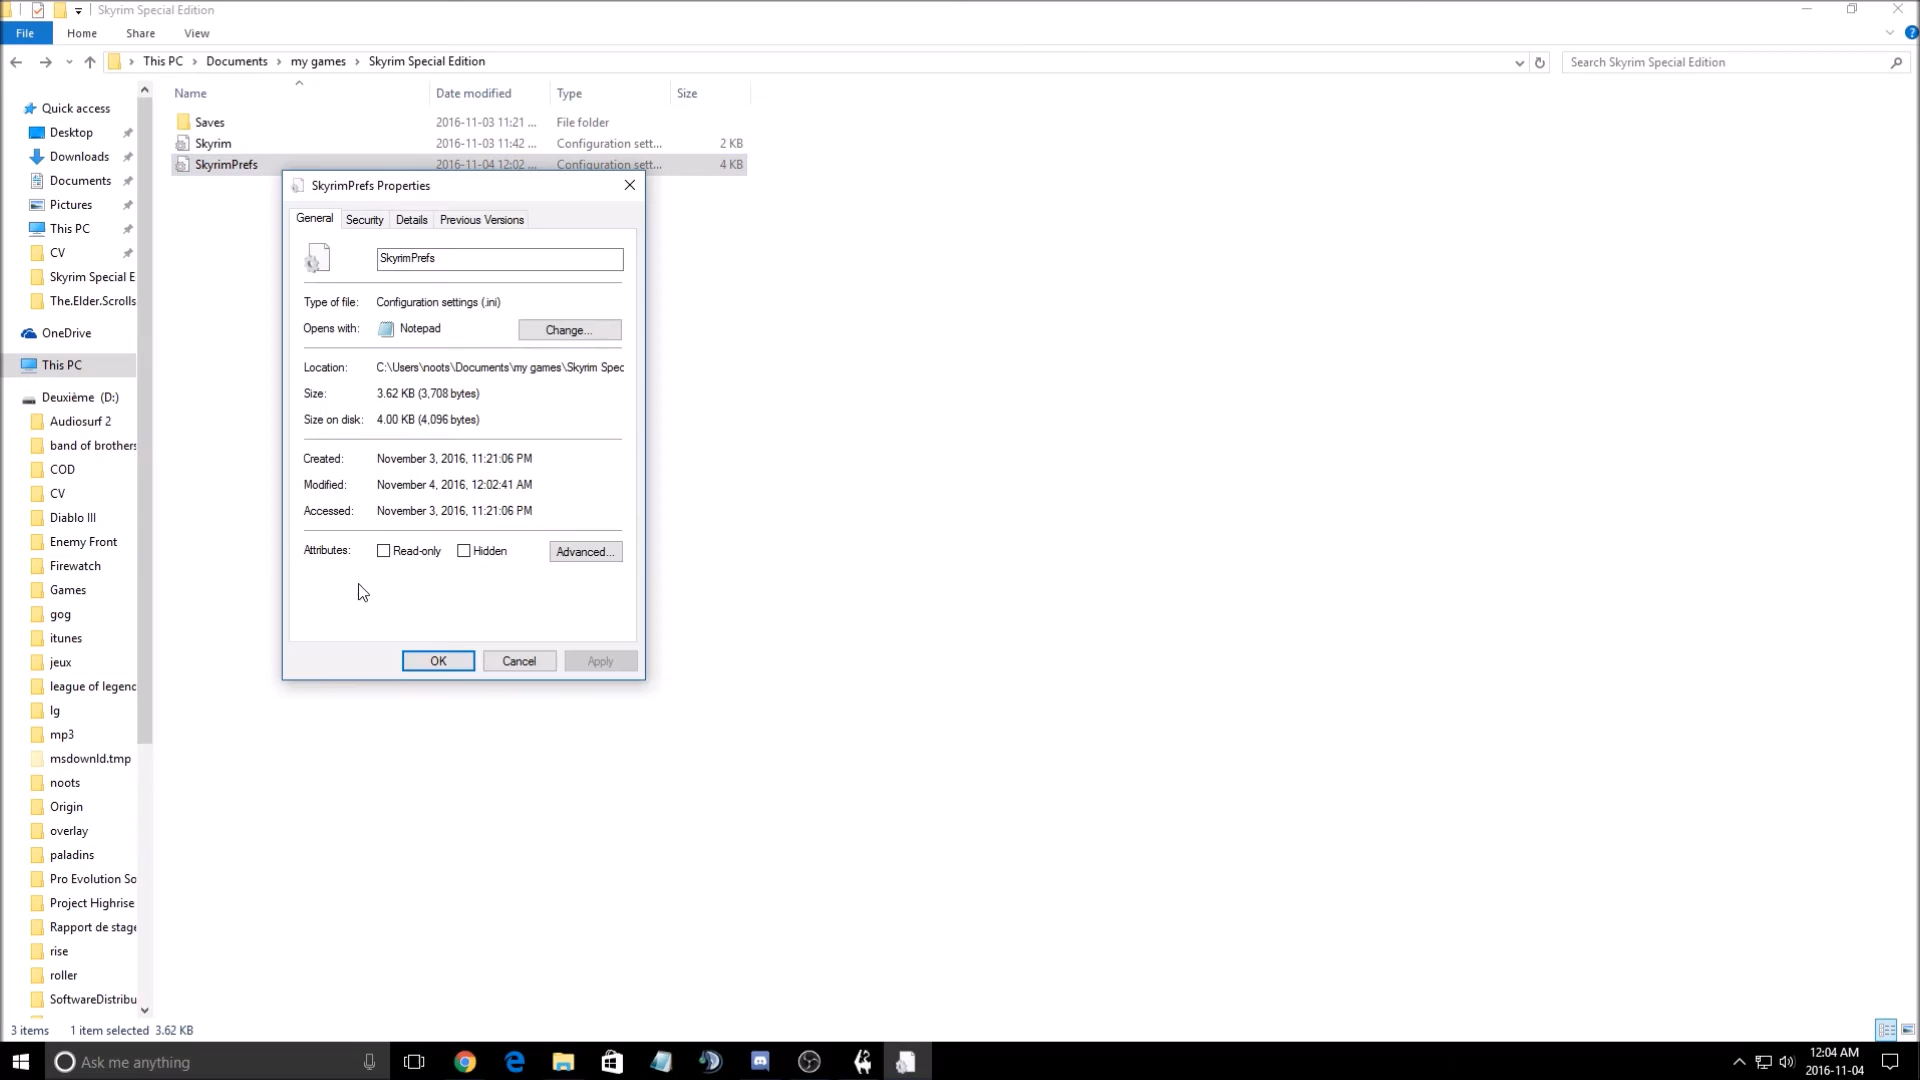 Skyrim Special Edition
File Home Share View
This PC Documents my games Skyrim Special Edition
Search Skyrim Special Edition
Name Date modified Type Size
Saves 2016-11-03 11:21 ... File folder
Skyrim 2016-11-03 11:42 ... Configuration sett... 2 KB
SkyrimPrefs 2016-11-04 12:02 ... Configuration sett... 4 KB
Quick access
Desktop
Downloads
Documents
Pictures
This PC
CV
Skyrim Special E
The.Elder.Scrolls
OneDrive
This PC
Deuxième (D:)
Audiosurf 2
band of brothers
COD
CV
Diablo III
Enemy Front
Firewatch
Games
gog
itunes
jeux
league of legenc
lg
mp3
msdownld.tmp
noots
Origin
overlay
paladins
Pro Evolution So
Project Highrise
Rapport de stage
rise
roller
SoftwareDistribu
SkyrimPrefs Properties
General Security Details Previous Versions
SkyrimPrefs
Type of file: Configuration settings (.ini)
Opens with: Notepad Change...
Location: C:\Users\noots\Documents\my games\Skyrim Spec
Size: 3.62 KB (3,708 bytes)
Size on disk: 4.00 KB (4,096 bytes)
Created: November 3, 2016, 11:21:06 PM
Modified: November 4, 2016, 12:02:41 AM
Accessed: November 3, 2016, 11:21:06 PM
Attributes: Read-only Hidden Advanced...
OK Cancel Apply
3 items 1 item selected 3.62 KB
Ask me anything
12:04 AM
2016-11-04